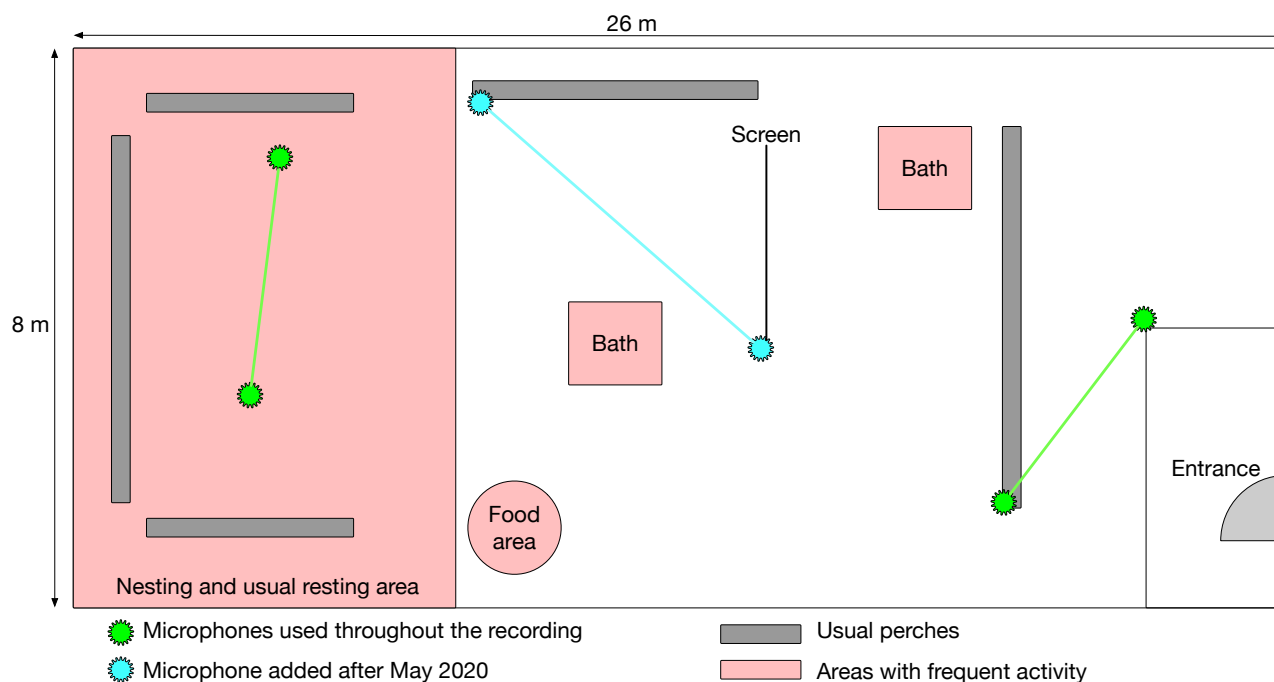 26 m
Screen
Bath
8 m
Bath
Entrance
Food
area
Nesting and usual resting area
Microphones used throughout the recording
Usual perches
Microphone added after May 2020
Areas with frequent activity